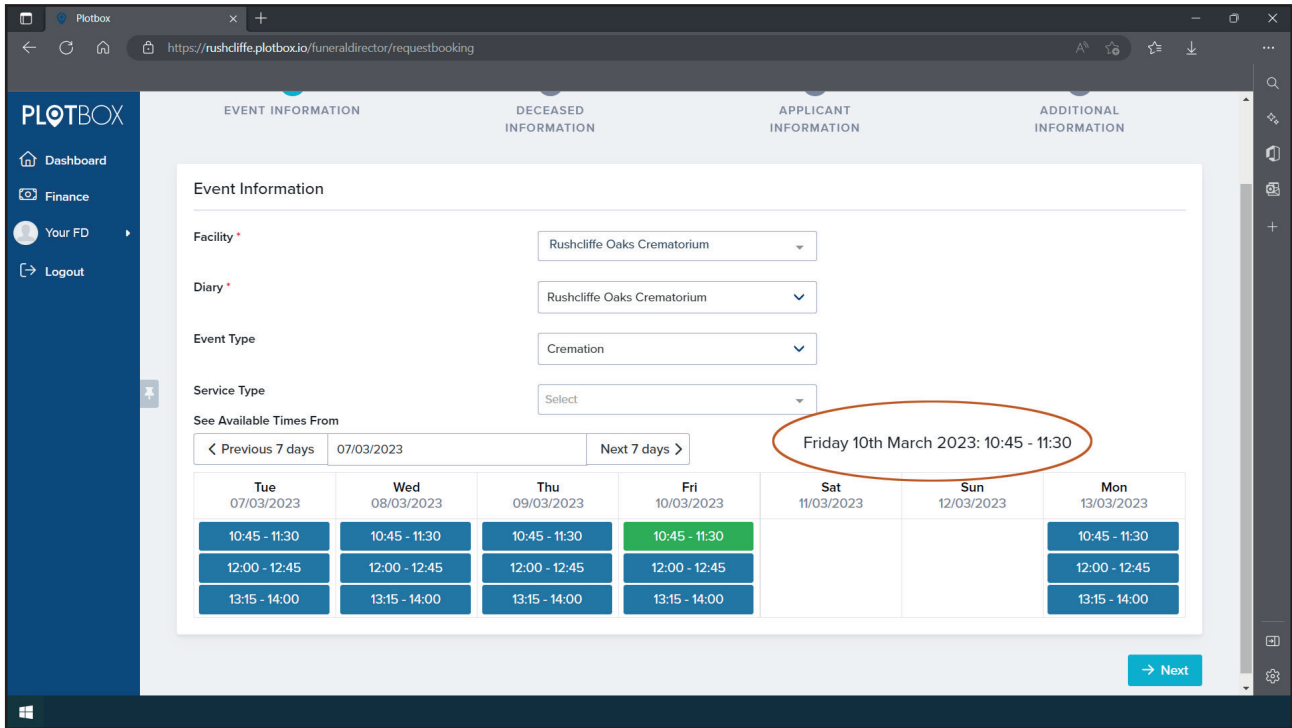 Plotbox
https://rushcliffe.plotbox.io/funeraldirector/requestbooking
PLOTBOX
EVENT INFORMATION
DECEASED
INFORMATION
APPLICANT
INFORMATION
ADDITIONAL
INFORMATION
Dashboard
Finance
Your FD
Logout
Event Information
Facility *
Rushcliffe Oaks Crematorium
Diary *
Rushcliffe Oaks Crematorium
Event Type
Cremation
Service Type
Select
See Available Times From
Previous 7 days 07/03/2023 Next 7 days
Friday 10th March 2023: 10:45 - 11:30
Tue Wed Thu Fri Sat Sun Mon
07/03/2023 08/03/2023 09/03/2023 10/03/2023 11/03/2023 12/03/2023 13/03/2023
10:45 - 11:30 10:45 - 11:30 10:45 - 11:30 10:45 - 11:30 10:45 - 11:30
12:00 - 12:45 12:00 - 12:45 12:00 - 12:45 12:00 - 12:45 12:00 - 12:45
13:15 - 14:00 13:15 - 14:00 13:15 - 14:00 13:15 - 14:00 13:15 - 14:00
Next